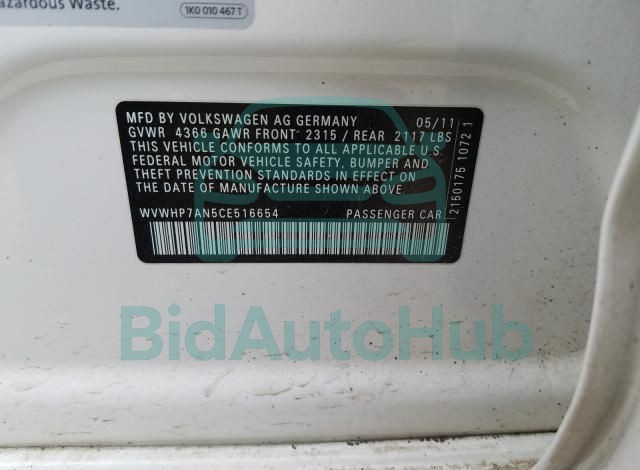 azardous Waste.
1K0 010 467 T
MFD BY VOLKSWAGEN AG GERMANY 05/11
GVWR 4366 GAWR FRONT 2315 / REAR 2117 LBS
THIS VEHICLE CONFORMS TO ALL APPLICABLE U.S.
FEDERAL MOTOR VEHICLE SAFETY, BUMPER AND
THEFT PREVENTION STANDARDS IN EFFECT ON
THE DATE OF MANUFACTURE SHOWN ABOVE.
WVWHP7AN5CE516654 PASSENGER CAR
2150175 1072 1
BidAutoHub